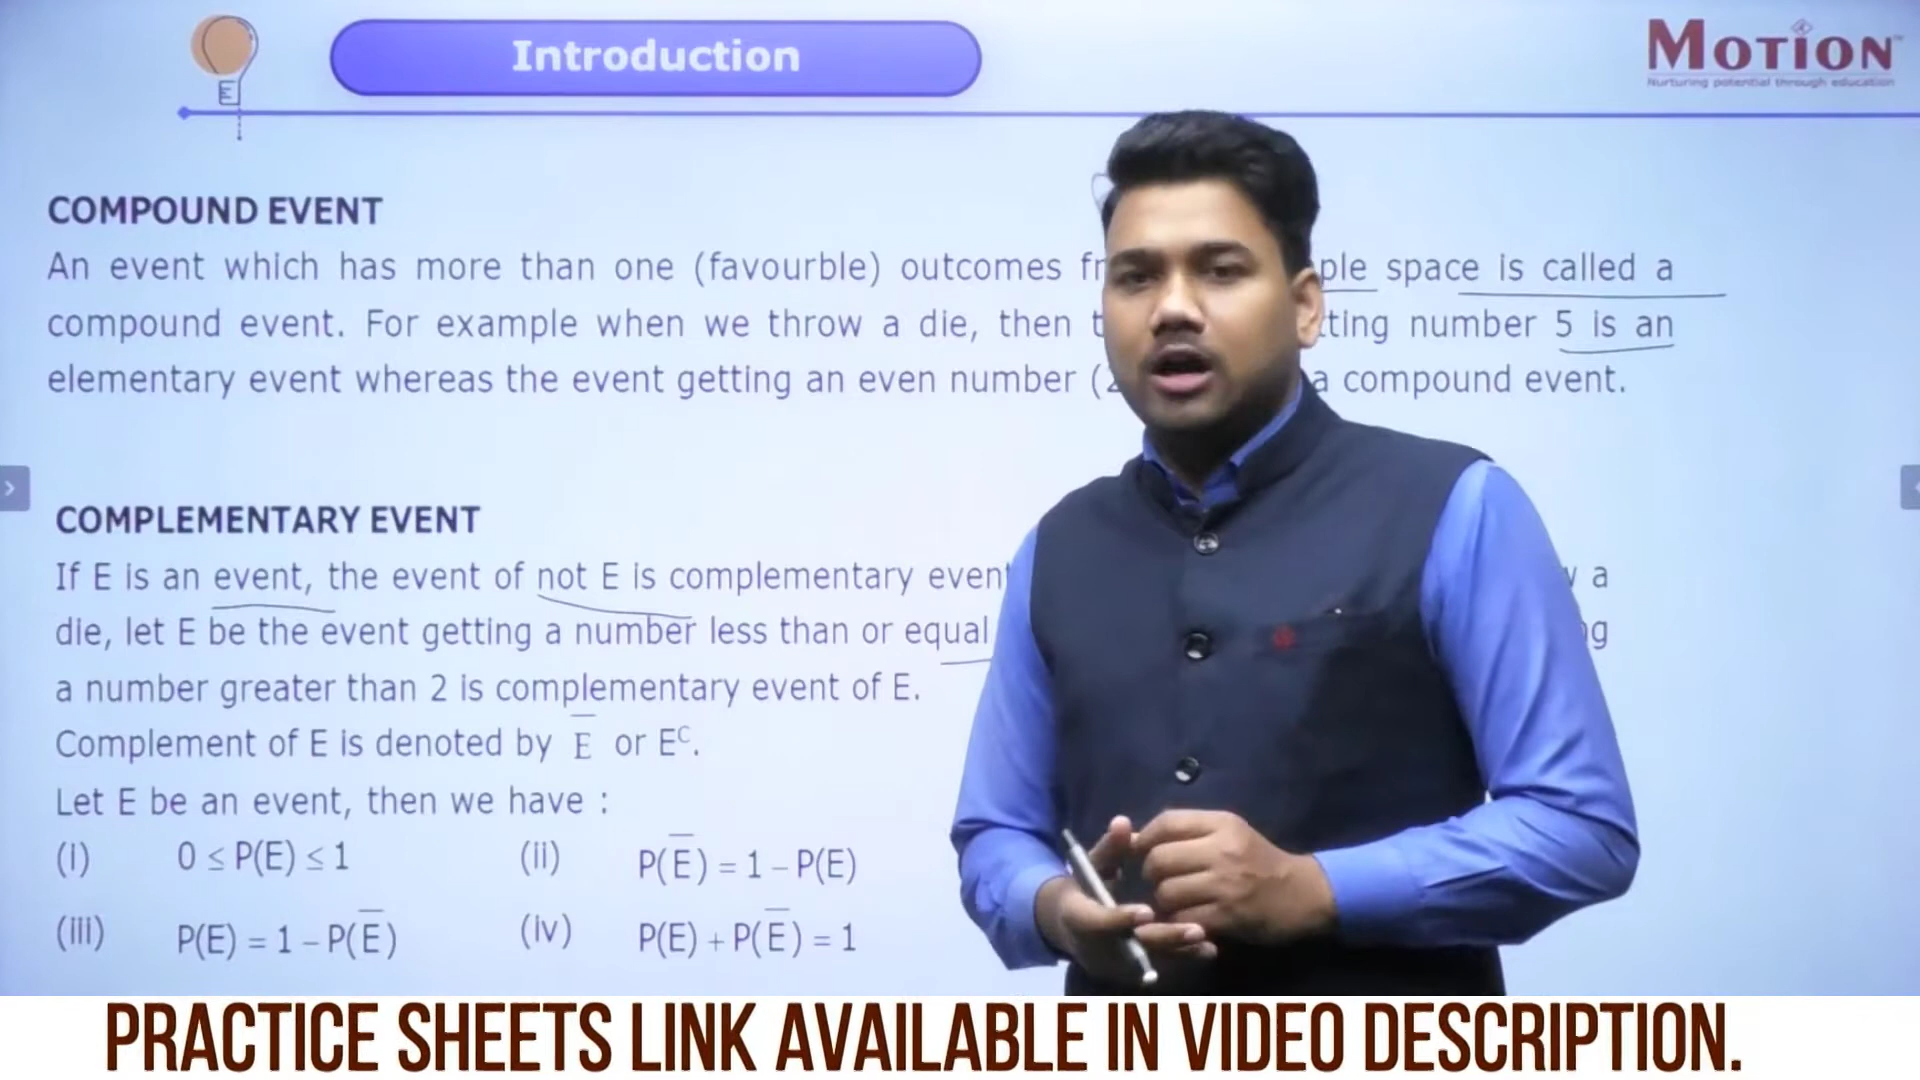 Introduction
MOTION
Nurturing potential through education
COMPOUND EVENT
An event which has more than one (favourble) outcomes ple space is called a
compound event. For example when we throw a die, then ting number 5 is an
elementary event whereas the event getting an even number ( a compound event.
COMPLEMENTARY EVENT
If E is an event, the event of not E is complementary even a
die, let E be the event getting a number less than or equal
a number greater than 2 is complementary event of E.
Complement of E is denoted by E̅ or Eᶜ.
Let E be an event, then we have :
(i) 0 ≤ P(E) ≤ 1 (ii) P(E̅) = 1 – P(E)
(iii) P(E) = 1 – P(E̅) (iv) P(E) + P(E̅) = 1
PRACTICE SHEETS LINK AVAILABLE IN VIDEO DESCRIPTION.